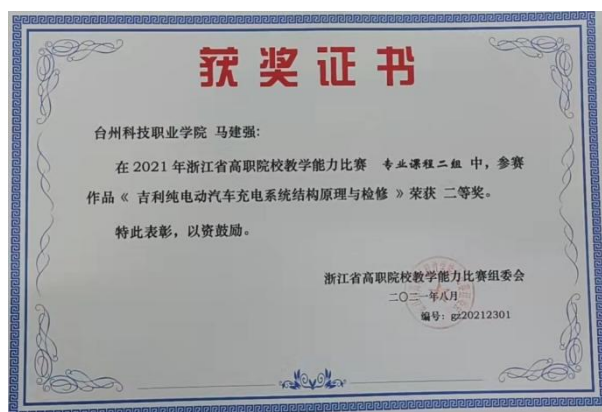 获奖证书
台州科技职业学院 马建强:
在 2021 年浙江省高职院校教学能力比赛 专业课程二组 中，参赛
作品《 吉利纯电动汽车充电系统结构原理与检修 》荣获 二等奖。
特此表彰，以资鼓励。
浙江省高职院校教学能力比赛组委会
二〇二一年八月
编号: gz20212301